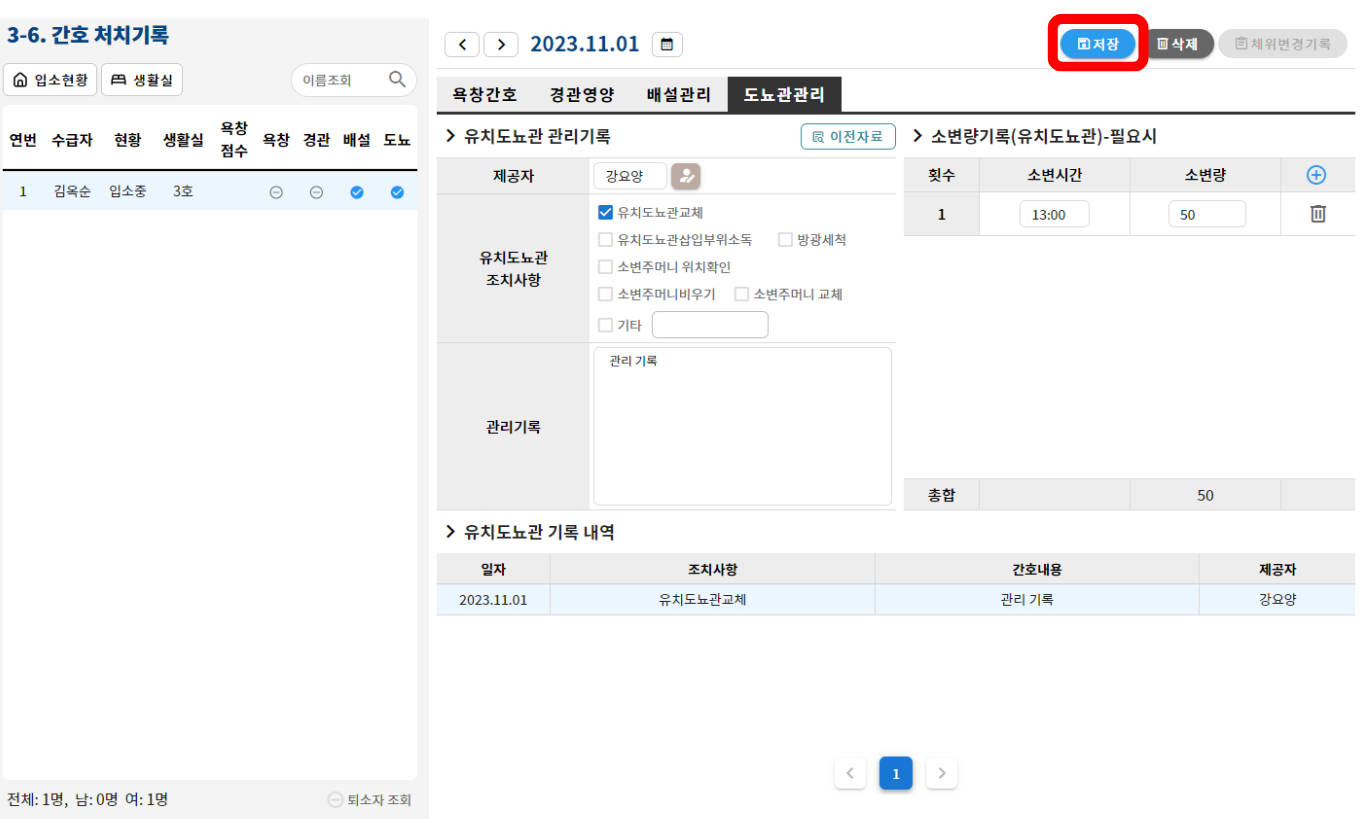 3-6. 간호 처치기록
입소현황 생활실 이름조회
연번 수급자 현황 생활실 욕창 점수 욕창 경관 배설 도뇨
1 김옥순 입소중 3호
전체: 1명, 남: 0명 여: 1명 퇴소자 조회
2023.11.01 저장 삭제 체위변경기록
욕창간호 경관영양 배설관리 도뇨관관리
유치도뇨관 관리기록 이전자료
제공자 강요양
유치도뇨관 조치사항
유치도뇨관교체
유치도뇨관삽입부위소독 방광세척
소변주머니 위치확인
소변주머니비우기 소변주머니 교체
기타
관리기록 관리 기록
소변량기록(유치도뇨관)-필요시
횟수 소변시간 소변량
1 13:00 50
총합 50
유치도뇨관 기록 내역
일자 조치사항 간호내용 제공자
2023.11.01 유치도뇨관교체 관리 기록 강요양
1